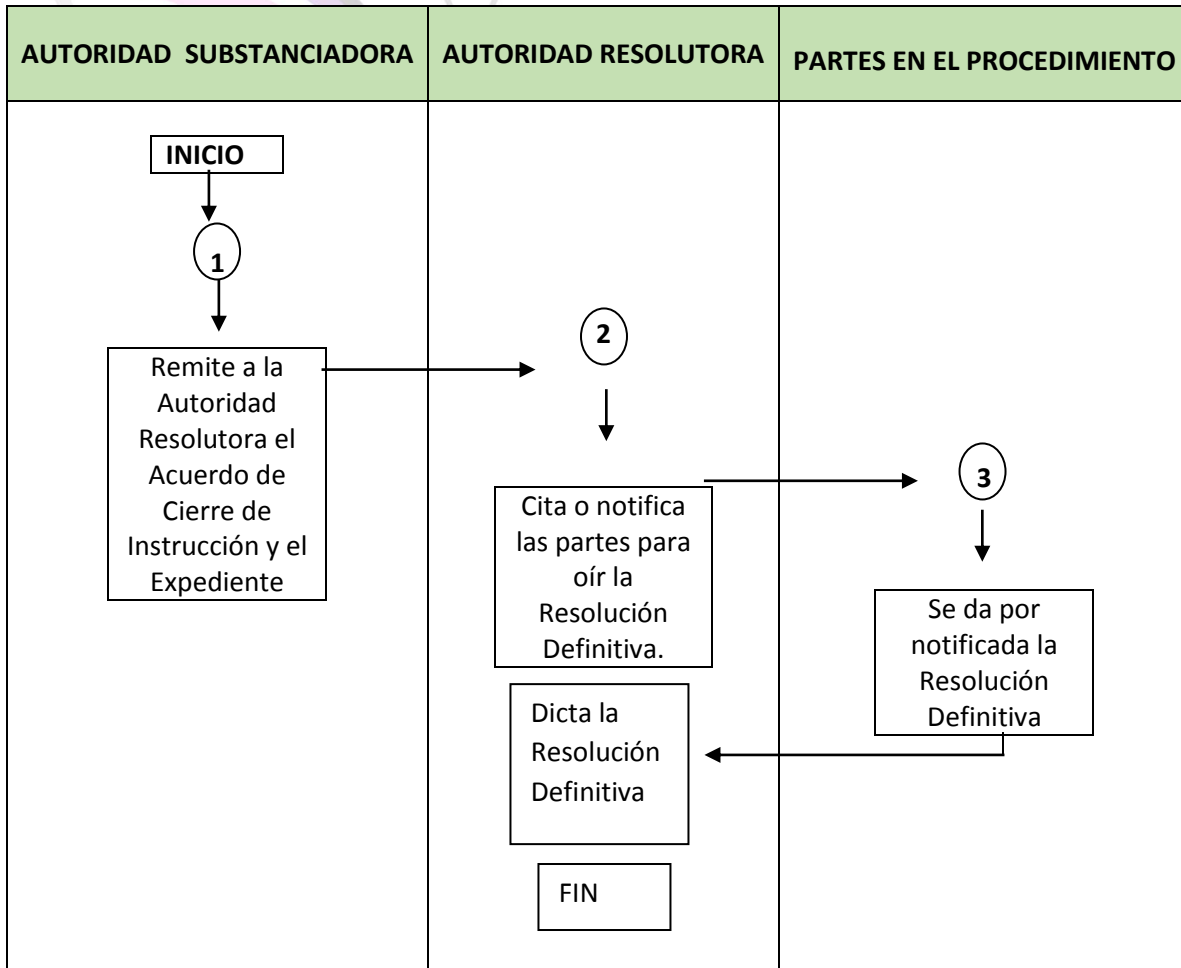 AUTORIDAD SUBSTANCIADORA
AUTORIDAD RESOLUTORA
PARTES EN EL PROCEDIMIENTO
INICIO
1
Remite a la
Autoridad
Resolutora el
Acuerdo de
Cierre de
Instrucción y el
Expediente
2
Cita o notifica
las partes para
oír la
Resolución
Definitiva.
3
Se da por
notificada la
Resolución
Definitiva
Dicta la
Resolución
Definitiva
FIN